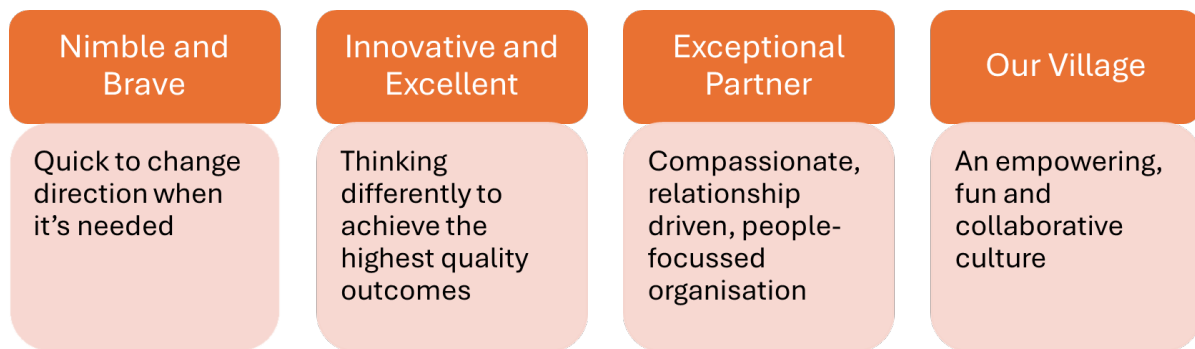 Nimble and
Brave
Quick to change
direction when
it’s needed
Innovative and
Excellent
Thinking
differently to
achieve the
highest quality
outcomes
Exceptional
Partner
Compassionate,
relationship
driven, people-
focussed
organisation
Our Village
An empowering,
fun and
collaborative
culture